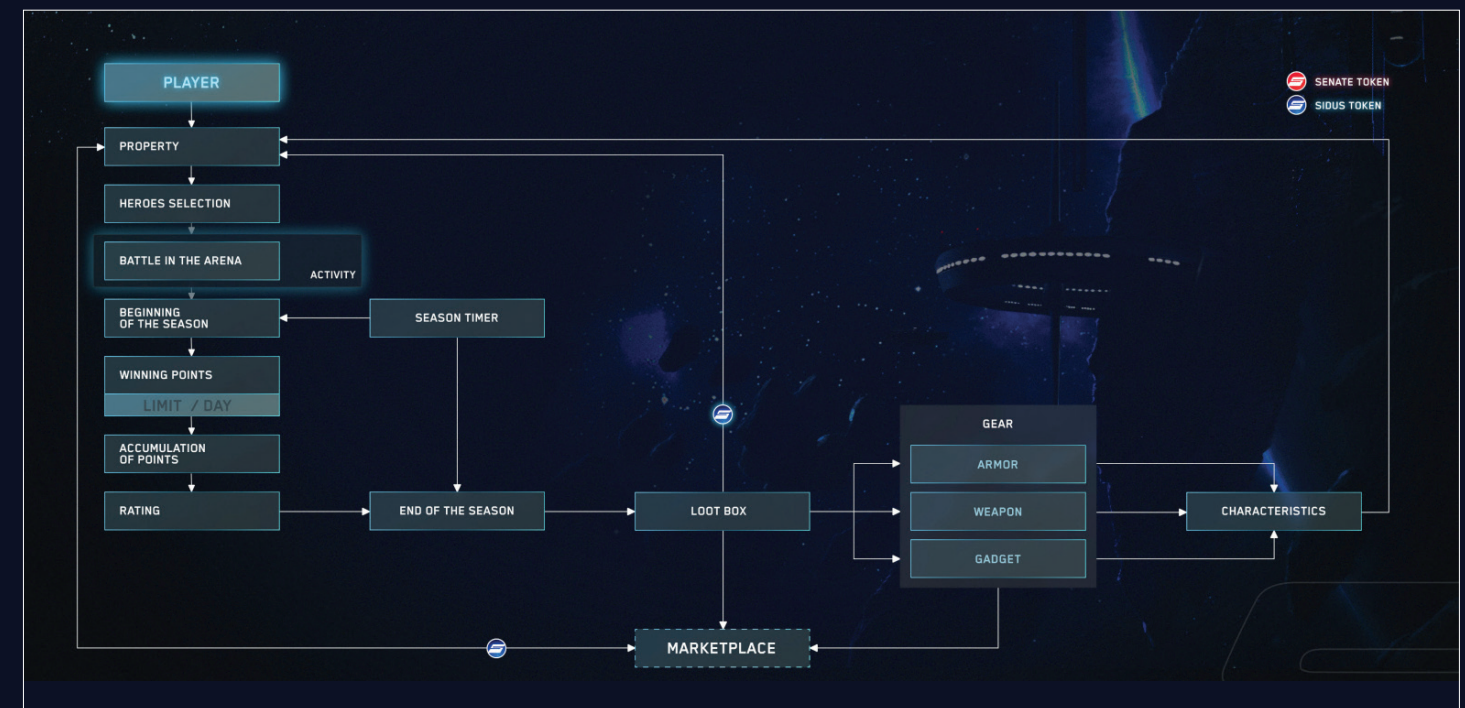 PLAYER
SENATE TOKEN
SIDUS TOKEN
PROPERTY
HEROES SELECTION
BATTLE IN THE ARENA
ACTIVITY
BEGINNING
OF THE SEASON
SEASON TIMER
WINNING POINTS
LIMIT / DAY
ACCUMULATION
OF POINTS
RATING
END OF THE SEASON
LOOT BOX
GEAR
ARMOR
WEAPON
GADGET
CHARACTERISTICS
MARKETPLACE